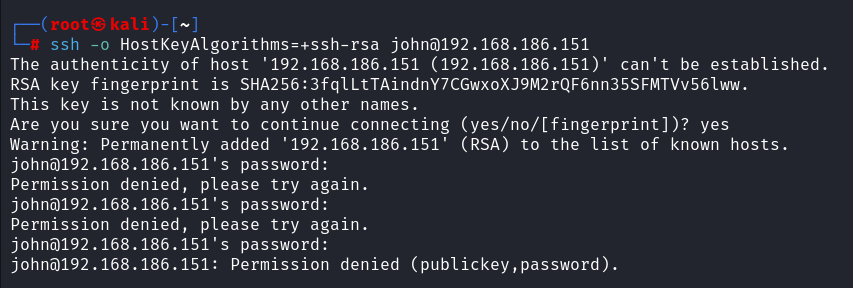 ┌──(root㉿kali)-[~]
└─# ssh -o HostKeyAlgorithms=+ssh-rsa john@192.168.186.151
The authenticity of host '192.168.186.151 (192.168.186.151)' can't be established.
RSA key fingerprint is SHA256:3fqlLtTAindnY7CGwxoXJ9M2rQF6nn35SFMTVv56lww.
This key is not known by any other names.
Are you sure you want to continue connecting (yes/no/[fingerprint])? yes
Warning: Permanently added '192.168.186.151' (RSA) to the list of known hosts.
john@192.168.186.151's password:
Permission denied, please try again.
john@192.168.186.151's password:
Permission denied, please try again.
john@192.168.186.151's password:
john@192.168.186.151: Permission denied (publickey,password).